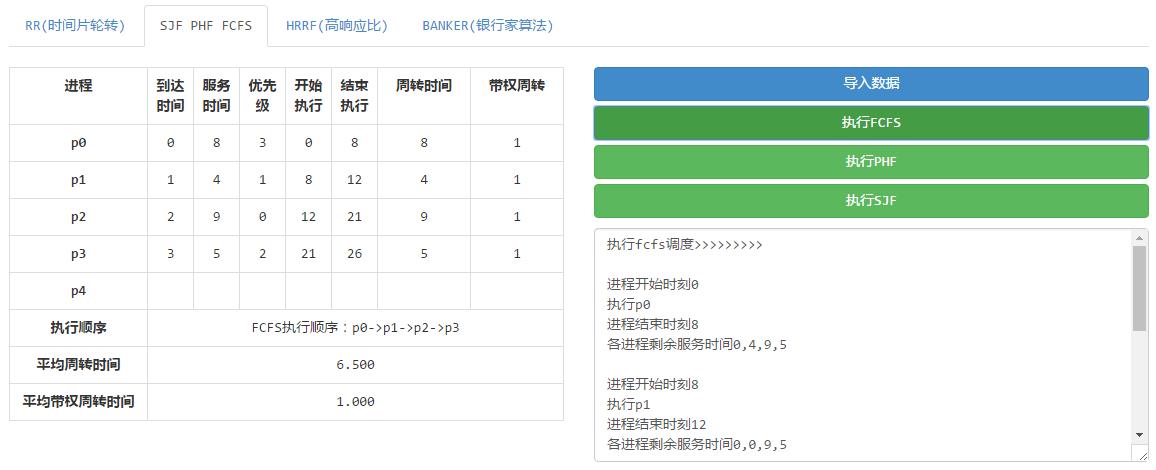 RR(时间片轮转) SJF PHF FCFS HRRF(高响应比) BANKER(银行家算法)
进程 到达时间 服务时间 优先级 开始执行 结束执行 周转时间 带权周转
p0 0 8 3 0 8 8 1
p1 1 4 1 8 12 4 1
p2 2 9 0 12 21 9 1
p3 3 5 2 21 26 5 1
p4
执行顺序 FCFS执行顺序：p0->p1->p2->p3
平均周转时间 6.500
平均带权周转时间 1.000
导入数据
执行FCFS
执行PHF
执行SJF
执行fcfs调度>>>>>>>>>
进程开始时刻0
执行p0
进程结束时刻8
各进程剩余服务时间0,4,9,5
进程开始时刻8
执行p1
进程结束时刻12
各进程剩余服务时间0,0,9,5